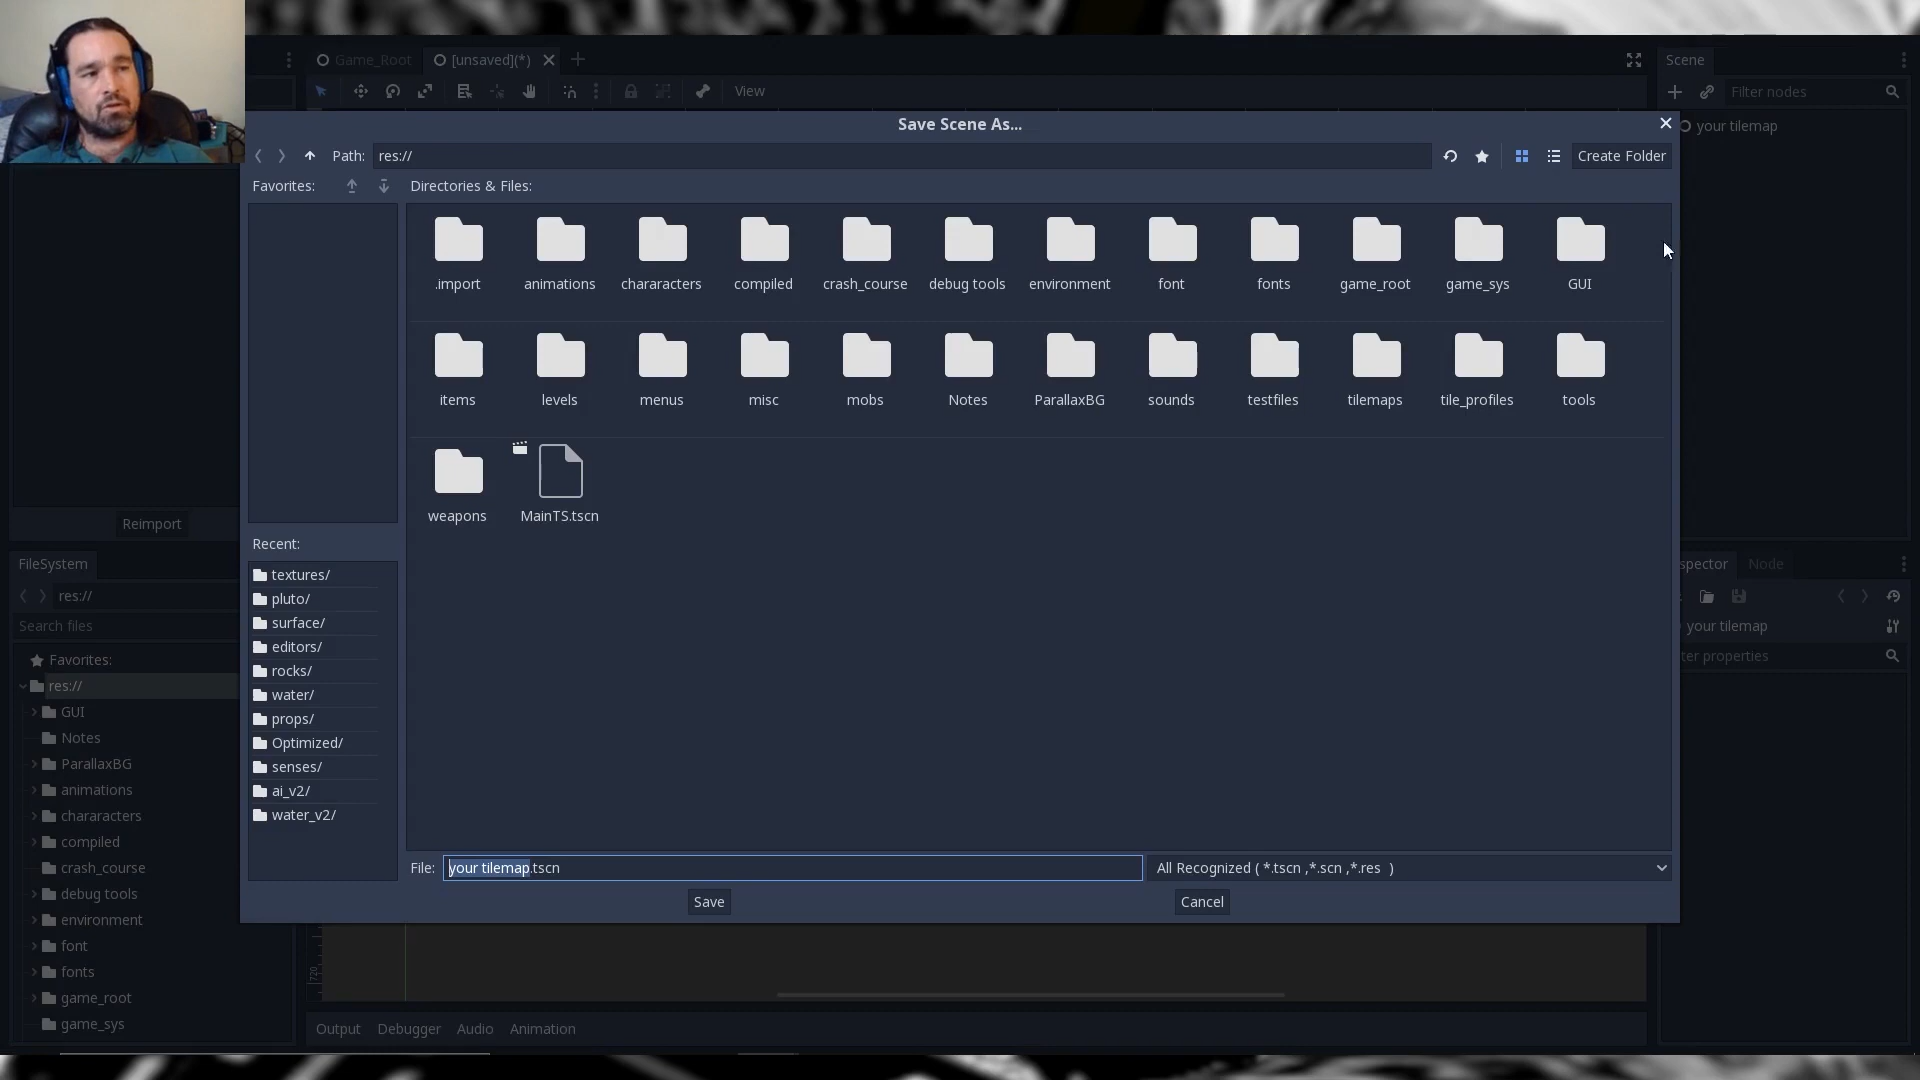 Game_Root
[unsaved](*)
View
Scene
Filter nodes
your tilemap
Save Scene As...
Path: res://
Create Folder
Favorites:
Directories & Files:
.import
animations
chararacters
compiled
crash_course
debug tools
environment
font
fonts
game_root
game_sys
GUI
items
levels
menus
misc
mobs
Notes
ParallaxBG
sounds
testfiles
tilemaps
tile_profiles
tools
weapons
MainTS.tscn
Recent:
textures/
pluto/
surface/
editors/
rocks/
water/
props/
Optimized/
senses/
ai_v2/
water_v2/
File: your tilemap.tscn
All Recognized ( *.tscn ,*.scn ,*.res )
Save
Cancel
Reimport
FileSystem
res://
Search files
Favorites:
res://
GUI
Notes
ParallaxBG
animations
chararacters
compiled
crash_course
debug tools
environment
font
fonts
game_root
game_sys
spector
Node
your tilemap
ter properties
720
Output
Debugger
Audio
Animation